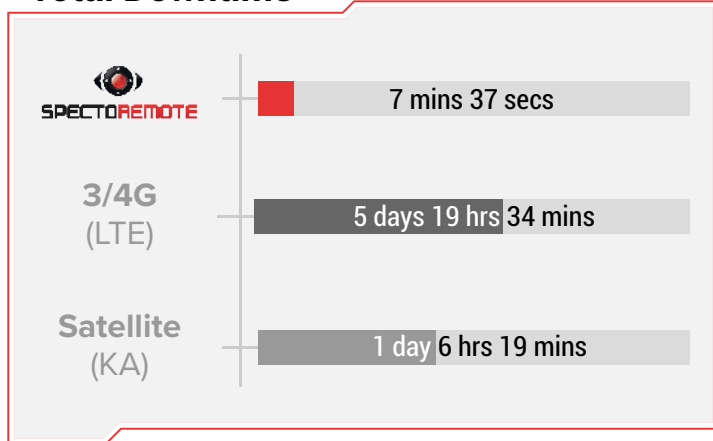 Total Downtime
SPECTOREMOTE
7 mins 37 secs
3/4G
(LTE)
5 days 19 hrs 34 mins
Satellite
(KA)
1 day 6 hrs 19 mins